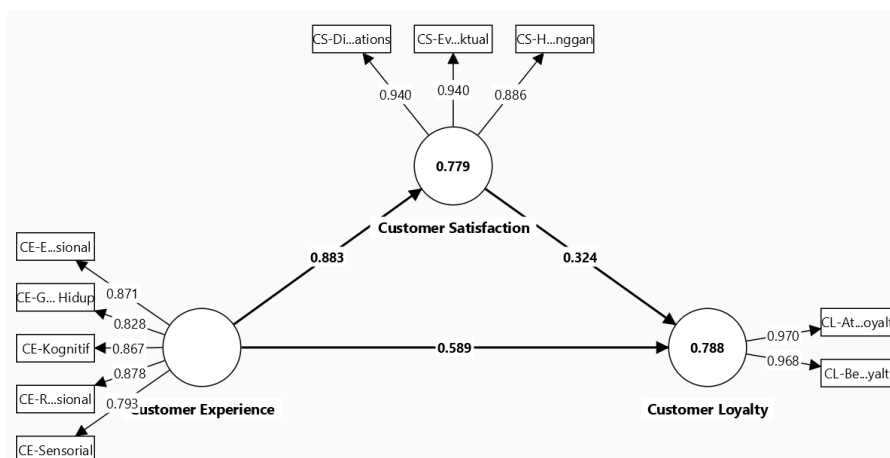 CS-Di...ations CS-Ev...ktual CS-H...nggan
0.940 0.940 0.886
0.779
Customer Satisfaction
CE-E...sional
0.883 0.324
0.871
CE-G... Hidup
0.828
CL-At...oyalt
0.970
CE-Kognitif 0.867 0.589 0.788
0.968
CL-Be...yalt
0.878
CE-R...sional
0.793
Customer Experience Customer Loyalty
CE-Sensorial